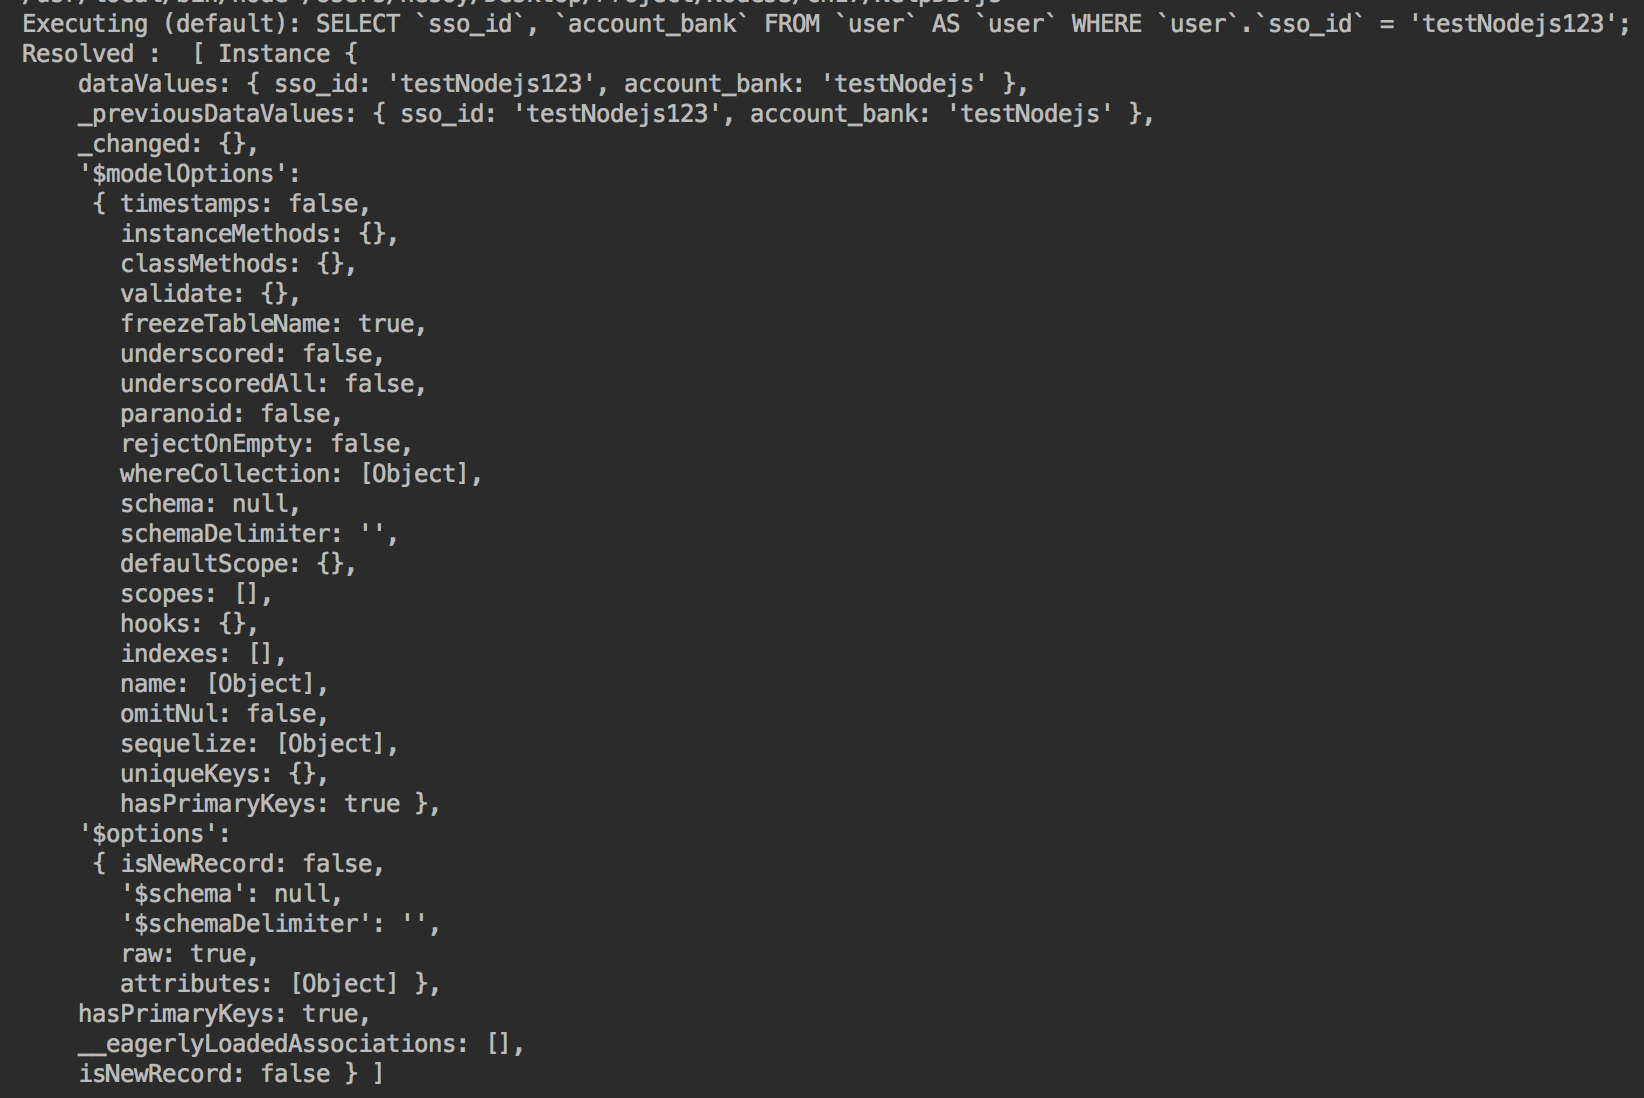 Executing (default): SELECT `sso_id`, `account_bank` FROM `user` AS `user` WHERE `user`.`sso_id` = 'testNodejs123';
Resolved :  [ Instance {
    dataValues: { sso_id: 'testNodejs123', account_bank: 'testNodejs' },
    _previousDataValues: { sso_id: 'testNodejs123', account_bank: 'testNodejs' },
    _changed: {},
    '$modelOptions':
     { timestamps: false,
       instanceMethods: {},
       classMethods: {},
       validate: {},
       freezeTableName: true,
       underscored: false,
       underscoredAll: false,
       paranoid: false,
       rejectOnEmpty: false,
       whereCollection: [Object],
       schema: null,
       schemaDelimiter: '',
       defaultScope: {},
       scopes: [],
       hooks: {},
       indexes: [],
       name: [Object],
       omitNul: false,
       sequelize: [Object],
       uniqueKeys: {},
       hasPrimaryKeys: true },
    '$options':
     { isNewRecord: false,
       '$schema': null,
       '$schemaDelimiter': '',
       raw: true,
       attributes: [Object] },
    hasPrimaryKeys: true,
    __eagerlyLoadedAssociations: [],
    isNewRecord: false } ]